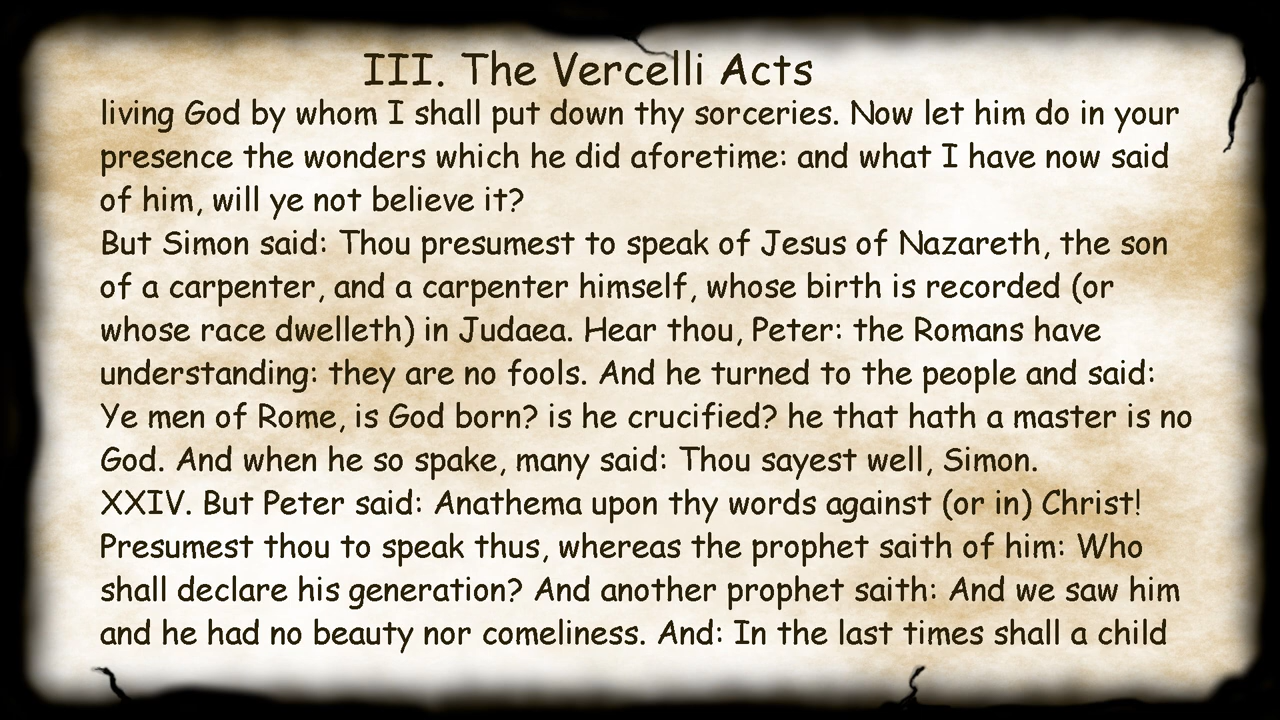 III. The Vercelli Acts
living God by whom I shall put down thy sorceries. Now let him do in your
presence the wonders which he did aforetime: and what I have now said
of him, will ye not believe it?
But Simon said: Thou presumest to speak of Jesus of Nazareth, the son
of a carpenter, and a carpenter himself, whose birth is recorded (or
whose race dwelleth) in Judaea. Hear thou, Peter: the Romans have
understanding: they are no fools. And he turned to the people and said:
Ye men of Rome, is God born? is he crucified? he that hath a master is no
God. And when he so spake, many said: Thou sayest well, Simon.
XXIV. But Peter said: Anathema upon thy words against (or in) Christ!
Presumest thou to speak thus, whereas the prophet saith of him: Who
shall declare his generation? And another prophet saith: And we saw him
and he had no beauty nor comeliness. And: In the last times shall a child